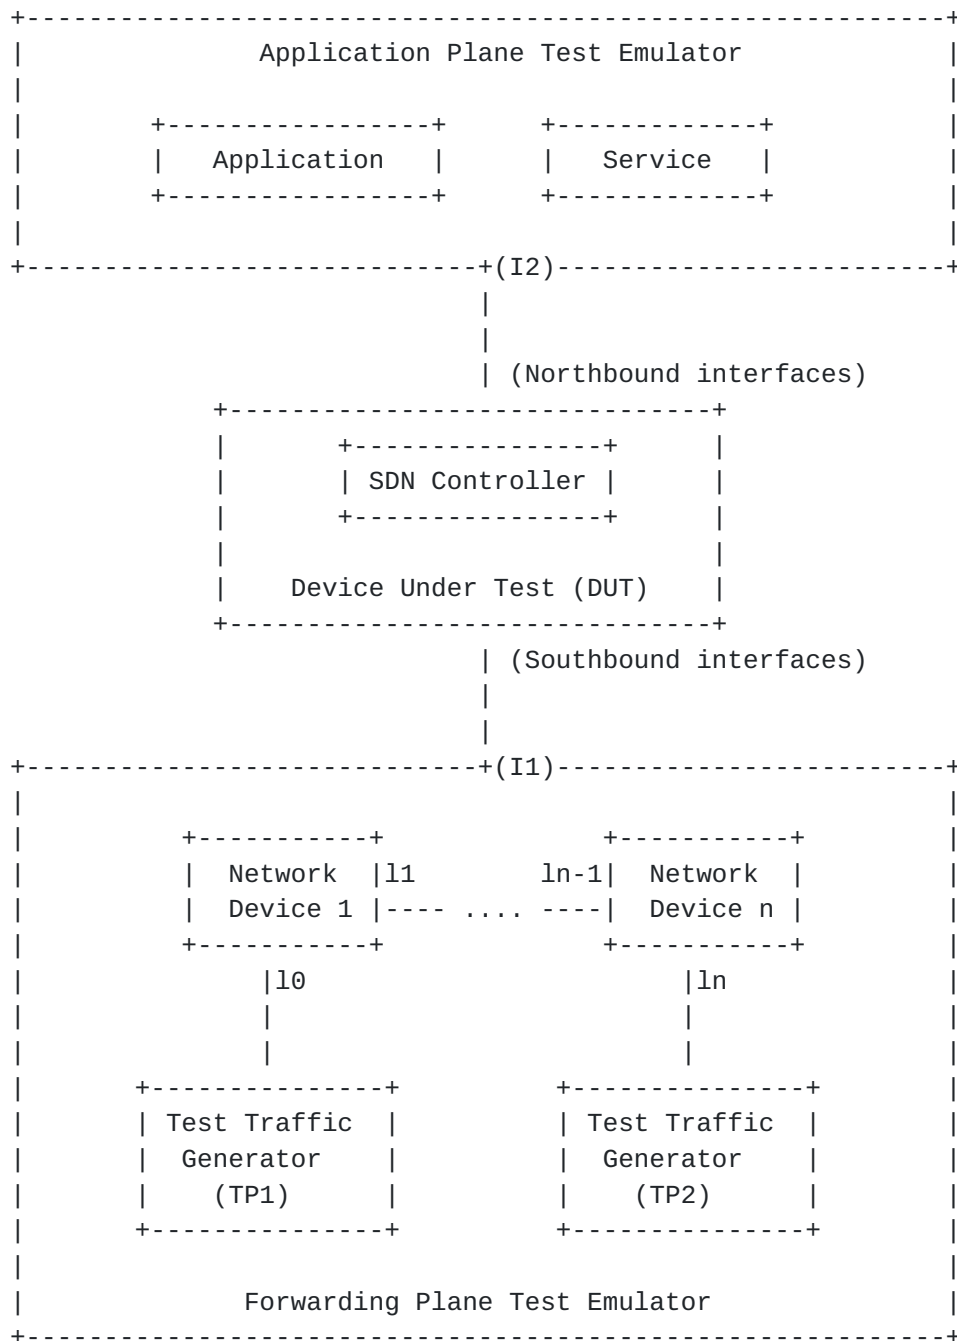 Application Plane Test Emulator
Application Service
(I2)
(Northbound interfaces)
SDN Controller
Device Under Test (DUT)
(Southbound interfaces)
(I1)
Network l1 ln-1 Network
Device 1 .... Device n
l0 ln
Test Traffic Test Traffic
Generator Generator
(TP1) (TP2)
Forwarding Plane Test Emulator